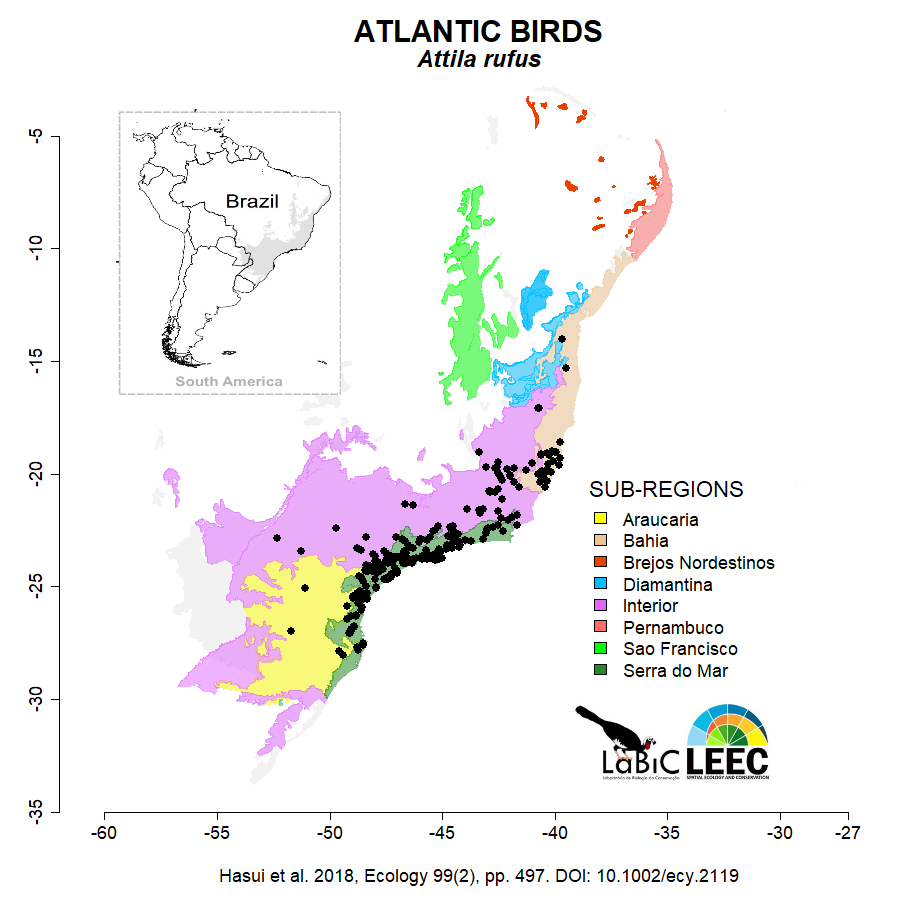 ATLANTIC BIRDS
Attila rufus
Brazil
South America
-5
-10
-15
-20
-25
-30
-35
SUB-REGIONS
Araucaria
Bahia
Brejos Nordestinos
Diamantina
Interior
Pernambuco
Sao Francisco
Serra do Mar
LaBiC
Laboratório de Biologia da Conservação
LEEC
SPATIAL ECOLOGY AND CONSERVATION
-60
-55
-50
-45
-40
-35
-30
-27
Hasui et al. 2018, Ecology 99(2), pp. 497. DOI: 10.1002/ecy.2119